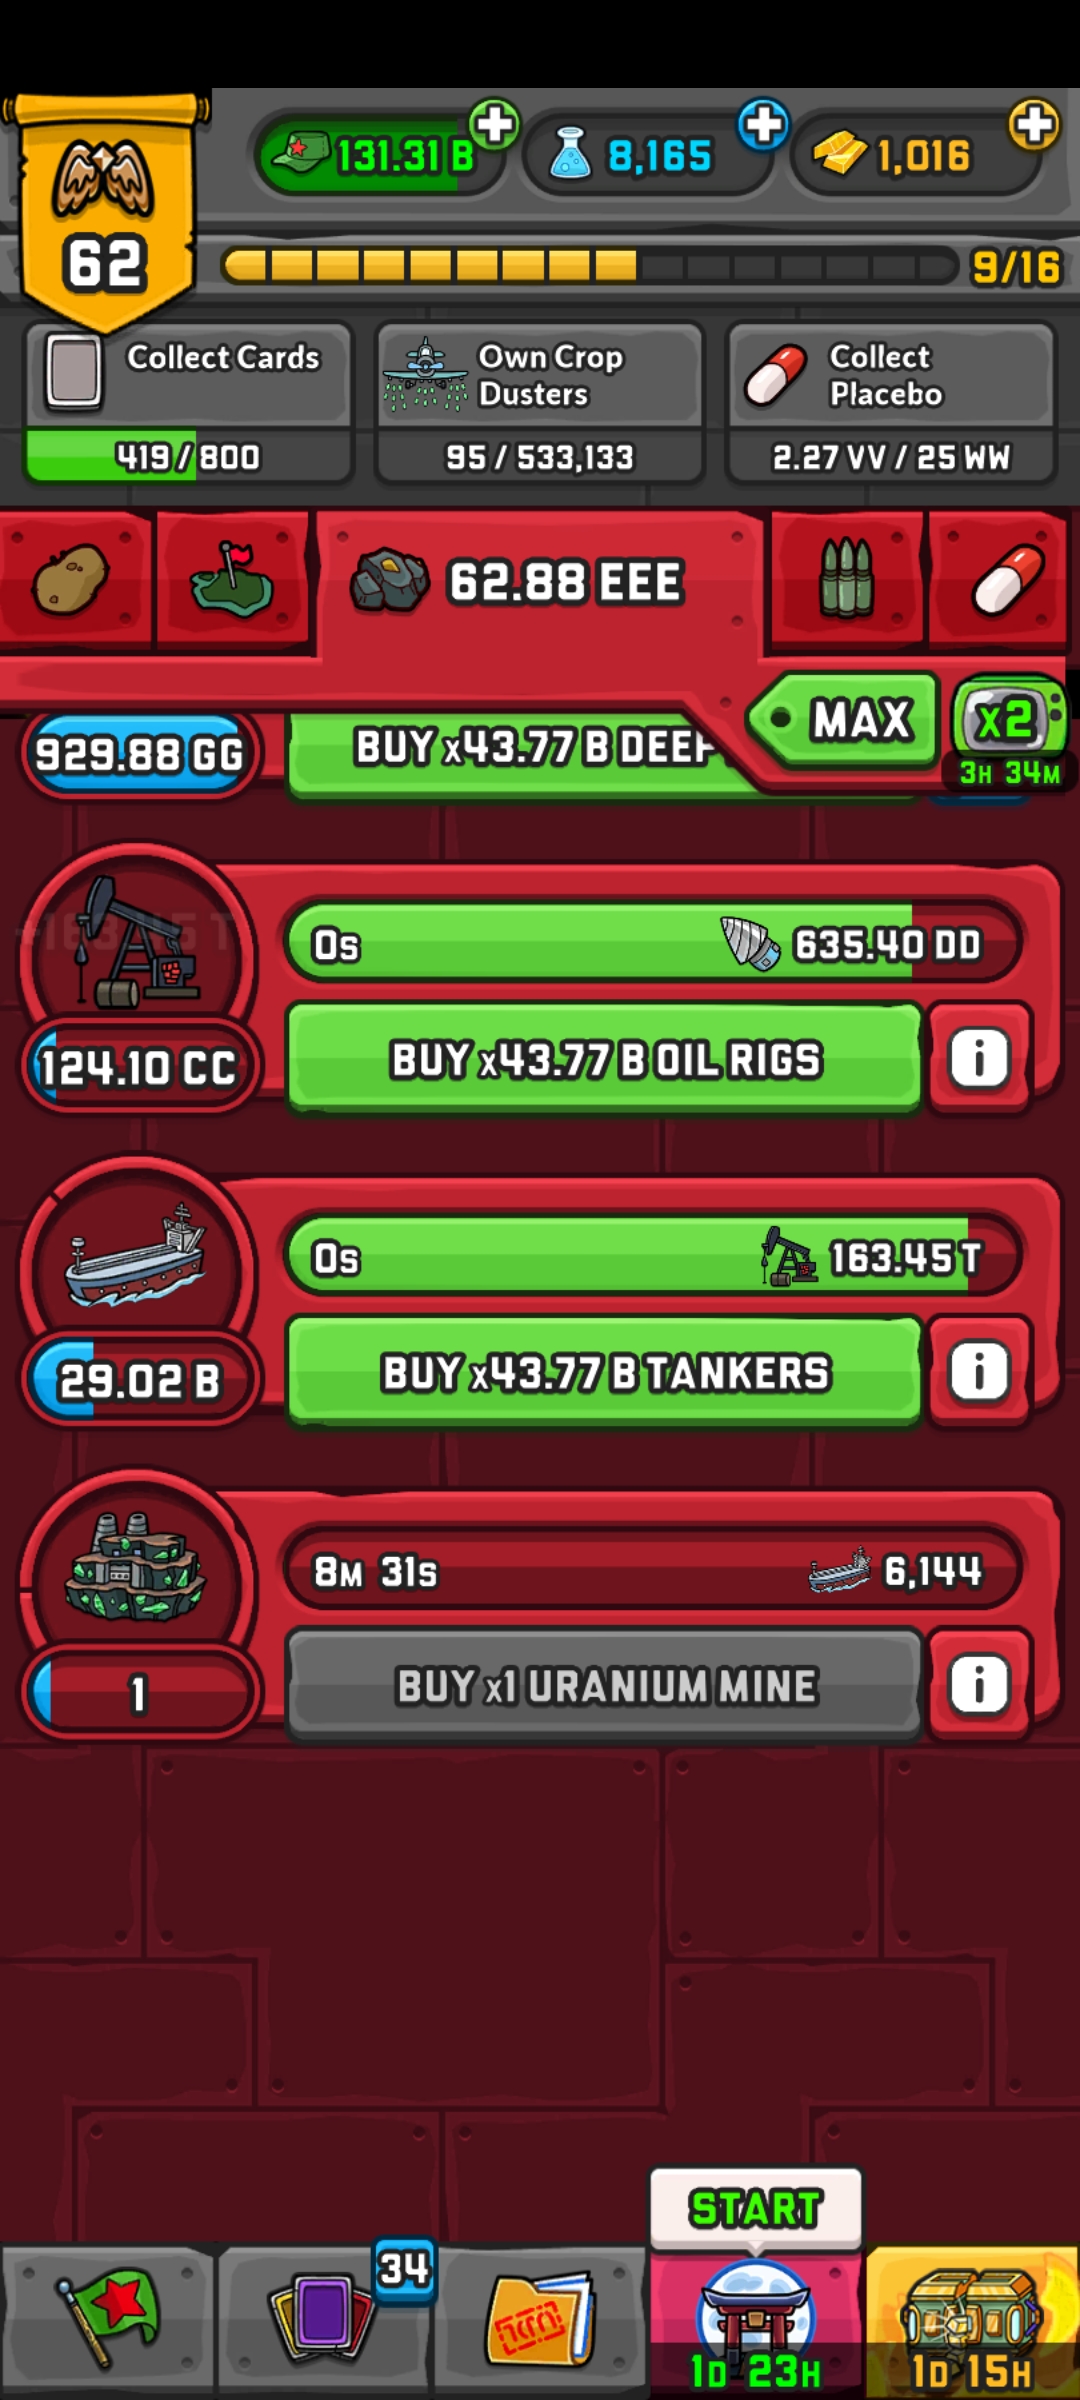 131.31 B
8,165
1,016
62
9/16
Collect Cards
419/800
Own Crop
Dusters
95/533,133
Collect
Placebo
2.27 VV/25 WW
62.88 EEE
MAX
x2
3H 34M
929.88 GG
BUY x43.77 B DEEP
0s
635.40 DD
124.10 CC
BUY x43.77 B OIL RIGS
i
0s
163.45 T
29.02 B
BUY x43.77 B TANKERS
i
8M 31s
6,144
1
BUY x1 URANIUM MINE
i
START
34
1D 23H
1D 15H